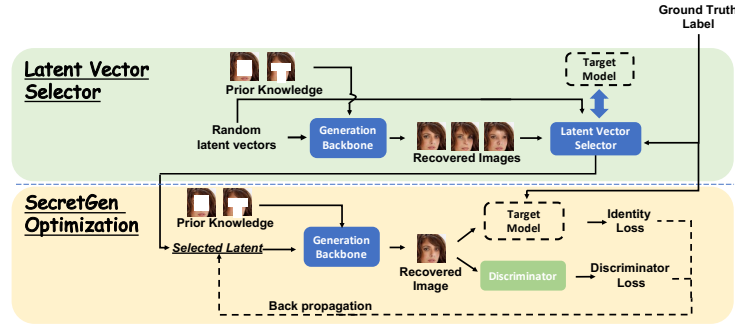 Ground Truth
Label
Latent Vector
Selector
Target
Model
Prior Knowledge
Random
latent vectors
Generation
Backbone
Recovered Images
Latent Vector
Selector
SecretGen
Optimization
Prior Knowledge
Selected Latent
Generation
Backbone
Recovered
Image
Target
Model
Identity
Loss
Discriminator
Discriminator
Loss
Back propagation